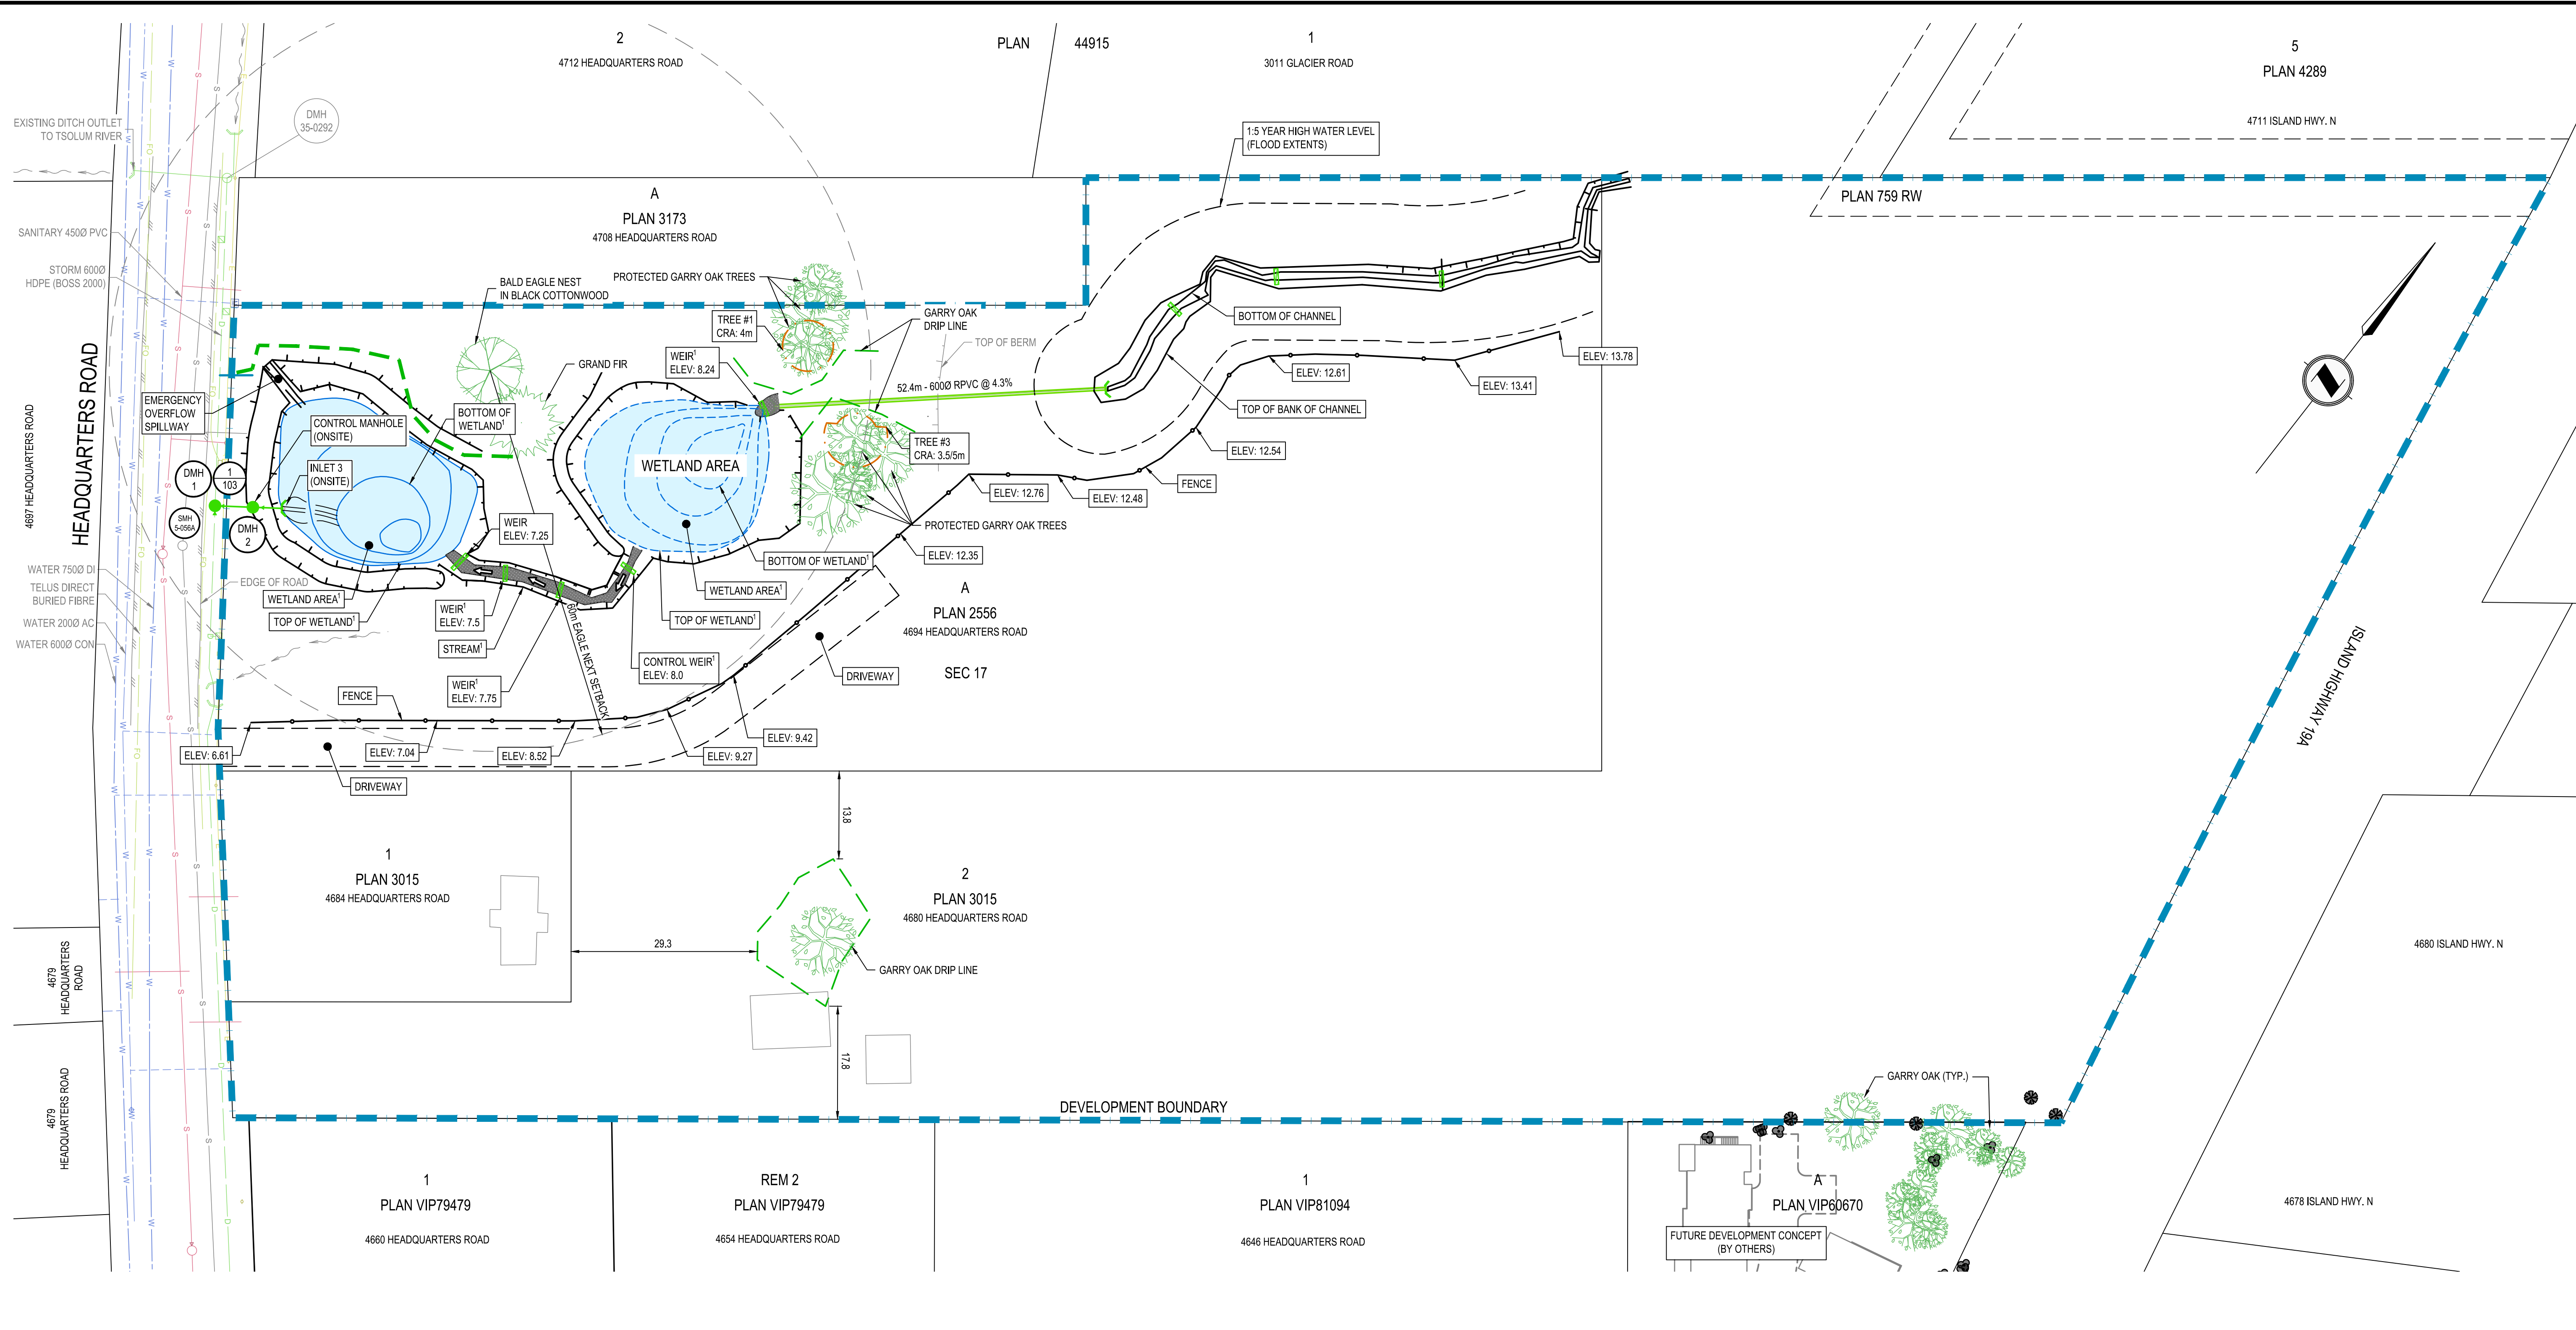 2
4712 HEADQUARTERS ROAD
PLAN 44915
1
3011 GLACIER ROAD
5
PLAN 4289
4711 ISLAND HWY. N
EXISTING DITCH OUTLET
TO TSOLUM RIVER
DMH
35-0292
1:5 YEAR HIGH WATER LEVEL
(FLOOD EXTENTS)
A
PLAN 3173
4708 HEADQUARTERS ROAD
PLAN 759 RW
SANITARY 450Ø PVC
STORM 600Ø
HDPE (BOSS 2000)
BALD EAGLE NEST
IN BLACK COTTONWOOD
PROTECTED GARRY OAK TREES
TREE #1
CRA: 4m
GARRY OAK
DRIP LINE
TOP OF BERM
BOTTOM OF CHANNEL
ELEV: 13.78
GRAND FIR
WEIR¹
ELEV: 8.24
52.4m - 600Ø RPVC @ 4.3%
ELEV: 12.61
ELEV: 13.41
TOP OF BANK OF CHANNEL
EMERGENCY
OVERFLOW
SPILLWAY
CONTROL MANHOLE
(ONSITE)
BOTTOM OF
WETLAND¹
INLET 3
(ONSITE)
WETLAND AREA
TREE #3
CRA: 3.5/5m
ELEV: 12.54
HEADQUARTERS ROAD
4697 HEADQUARTERS ROAD
DMH
1
1
103
SMH
5-056A
DMH
2
ELEV: 12.76
ELEV: 12.48
FENCE
WEIR
ELEV: 7.25
PROTECTED GARRY OAK TREES
ELEV: 12.35
BOTTOM OF WETLAND¹
WETLAND AREA¹
WATER 750Ø DI
TELUS DIRECT
BURIED FIBRE
WATER 200Ø AC
WATER 600Ø CON
EDGE OF ROAD
WETLAND AREA¹
TOP OF WETLAND¹
WEIR¹
ELEV: 7.5
STREAM¹
WEIR¹
ELEV: 7.75
60m EAGLE NEXT SETBACK
TOP OF WETLAND¹
CONTROL WEIR¹
ELEV: 8.0
A
PLAN 2556
4694 HEADQUARTERS ROAD
SEC 17
DRIVEWAY
FENCE
ELEV: 6.61
ELEV: 7.04
ELEV: 8.52
ELEV: 9.27
ELEV: 9.42
DRIVEWAY
ISLAND HIGHWAY 19A
13.8
1
PLAN 3015
4684 HEADQUARTERS ROAD
2
PLAN 3015
4680 HEADQUARTERS ROAD
29.3
GARRY OAK DRIP LINE
17.8
4679
HEADQUARTERS
ROAD
4679
HEADQUARTERS ROAD
4680 ISLAND HWY. N
GARRY OAK (TYP.)
DEVELOPMENT BOUNDARY
1
PLAN VIP79479
4660 HEADQUARTERS ROAD
REM 2
PLAN VIP79479
4654 HEADQUARTERS ROAD
1
PLAN VIP81094
4646 HEADQUARTERS ROAD
A
PLAN VIP60670
FUTURE DEVELOPMENT CONCEPT
(BY OTHERS)
4678 ISLAND HWY. N